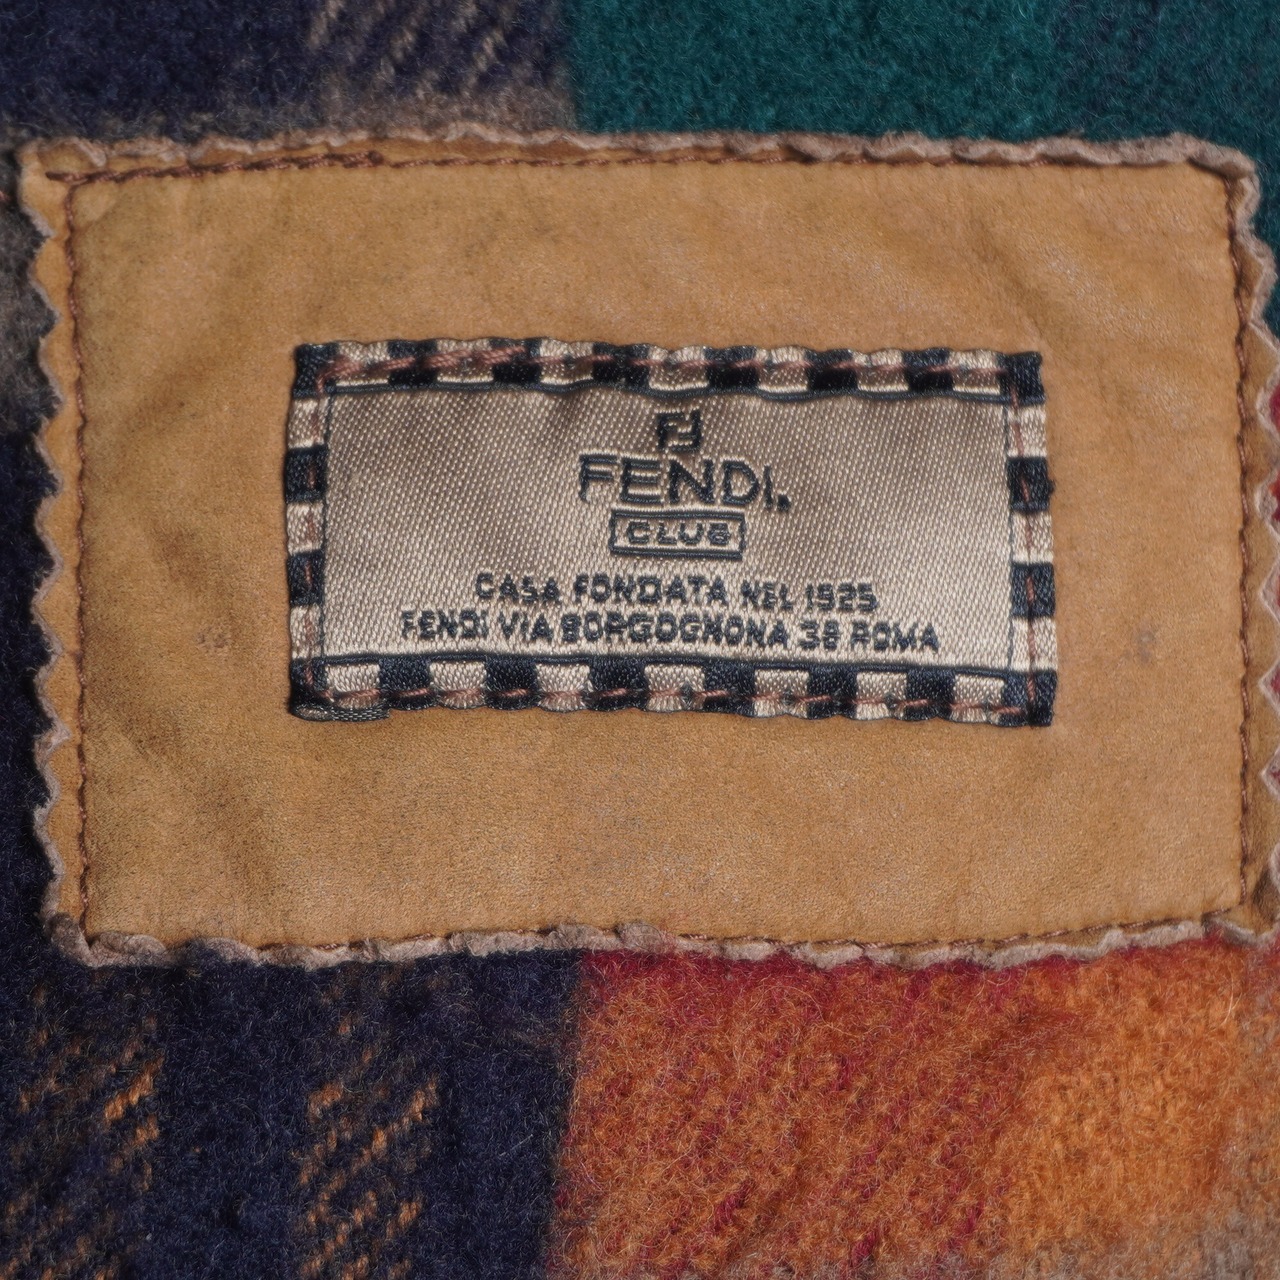 FF
FENDI.
CLUB
CASA FONDATA NEL 1925
FENDI VIA BORGOGNONA 38 ROMA